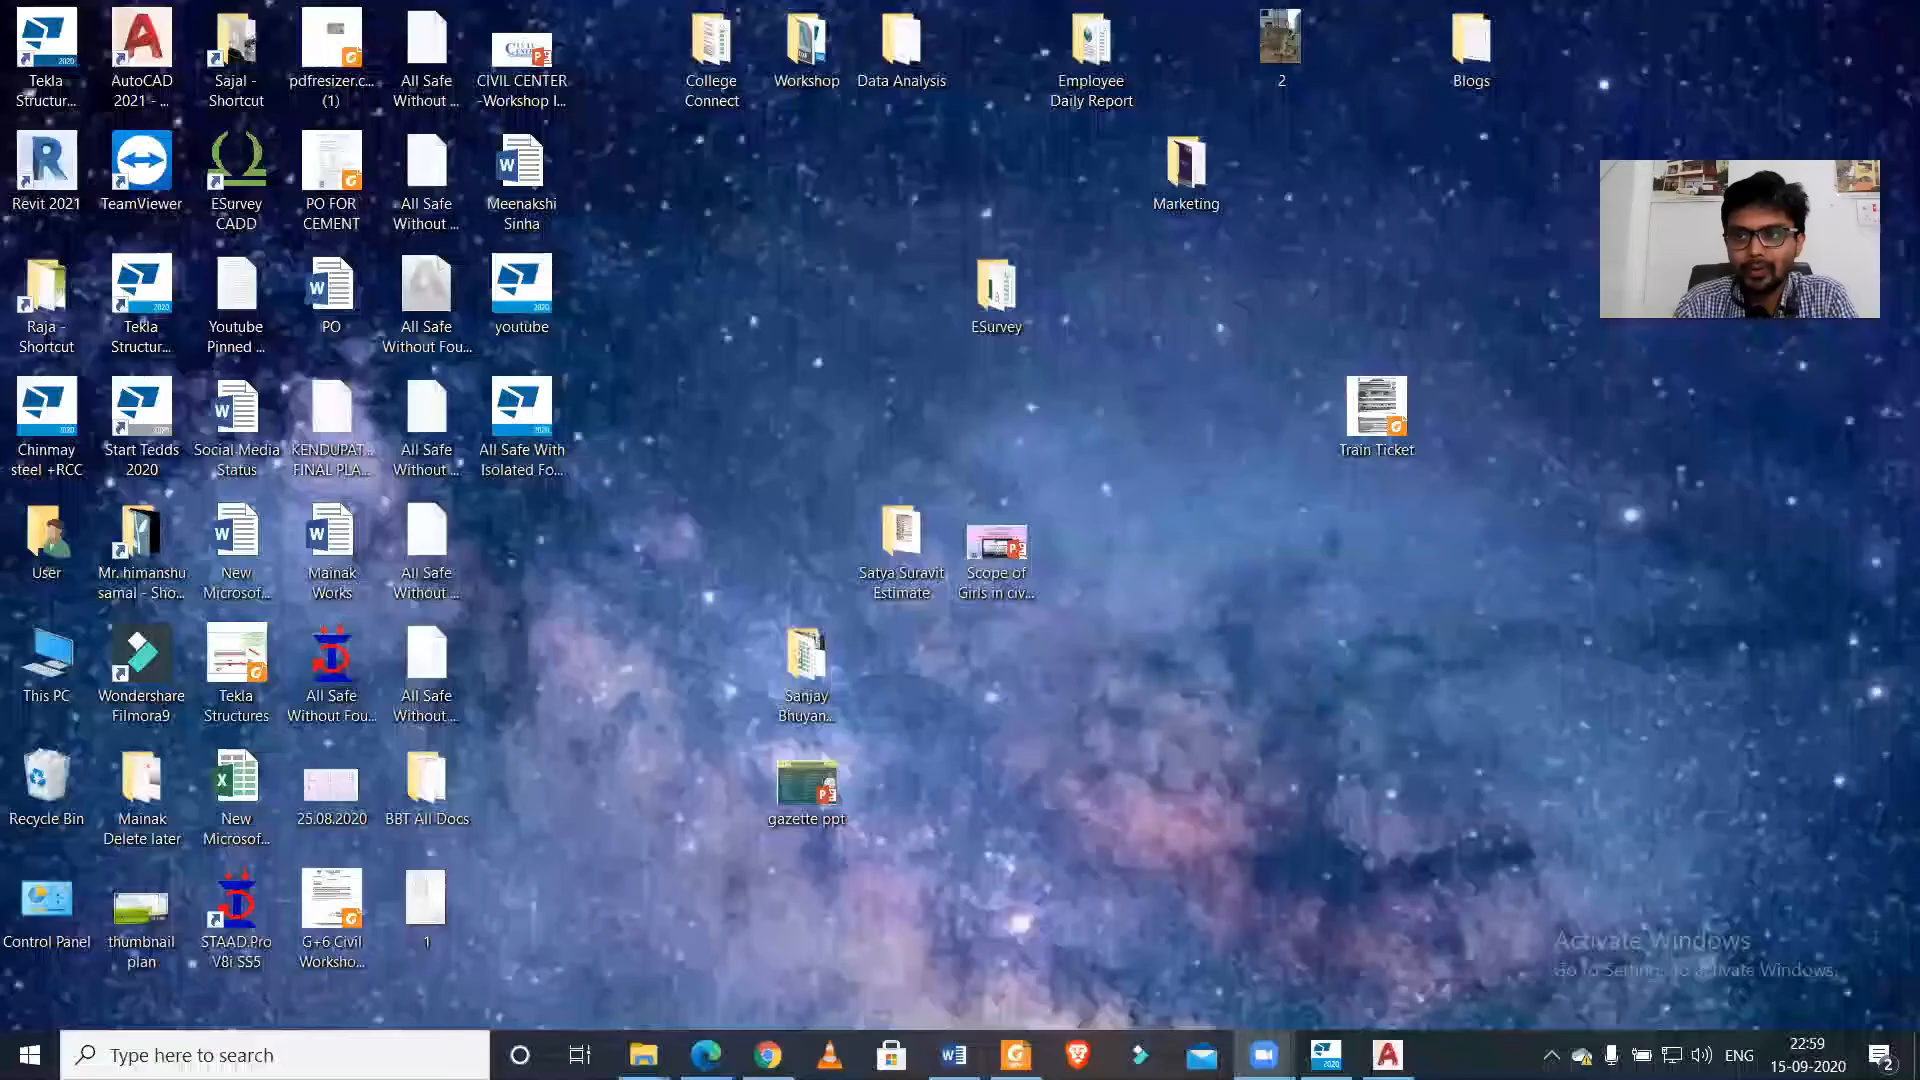 Tekla
Structur...
AutoCAD
2021 - ...
Sajal -
Shortcut
pdfresizer.c...
(1)
All Safe
Without ...
CIVIL CENTER
-Workshop I...
College
Connect
Workshop
Data Analysis
Employee
Daily Report
2
Blogs
Revit 2021
TeamViewer
ESurvey
CADD
PO FOR
CEMENT
All Safe
Without ...
Meenakshi
Sinha
Marketing
Raja -
Shortcut
Tekla
Structur...
Youtube
Pinned ...
PO
All Safe
Without Fou...
youtube
ESurvey
Chinmay
steel +RCC
Start Tedds
2020
Social Media
Status
KENDUPAT...
FINAL PLA...
All Safe
Without ...
All Safe With
Isolated Fo...
Train Ticket
User
Mr. himanshu
samal - Sho...
New
Microsof...
Mainak
Works
All Safe
Without ...
Satya Suravit
Estimate
Scope of
Girls in civ...
This PC
Wondershare
Filmora9
Tekla
Structures
All Safe
Without Fou...
All Safe
Without ...
Sanjay
Bhuyan...
Recycle Bin
Mainak
Delete later
New
Microsof...
25.08.2020
BBT All Docs
gazette ppt
Control Panel
thumbnail
plan
STAAD.Pro
V8i SS5
G+6 Civil
Worksho...
1
Activate Windows
Go to Settings to activate Windows.
Type here to search
ENG
22:59
15-09-2020
2